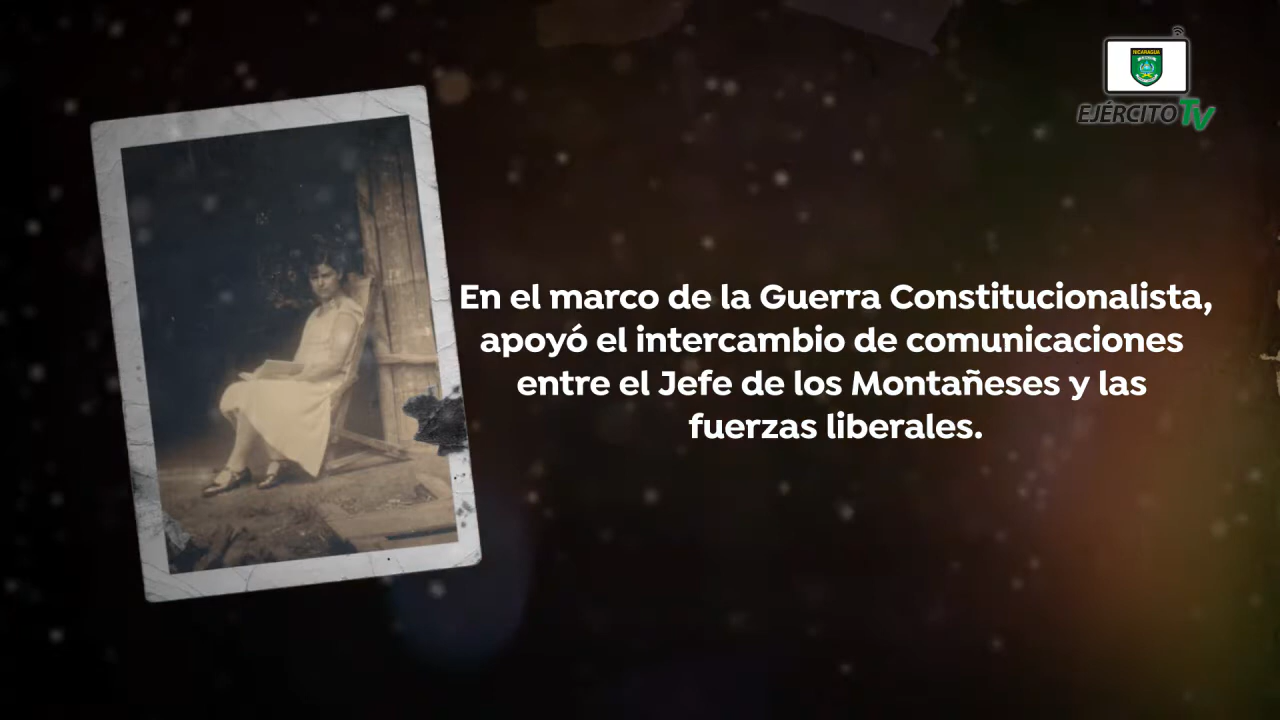 NICARAGUA
EJÉRCITO TV
En el marco de la Guerra Constitucionalista,
apoyó el intercambio de comunicaciones
entre el Jefe de los Montañeses y las
fuerzas liberales.